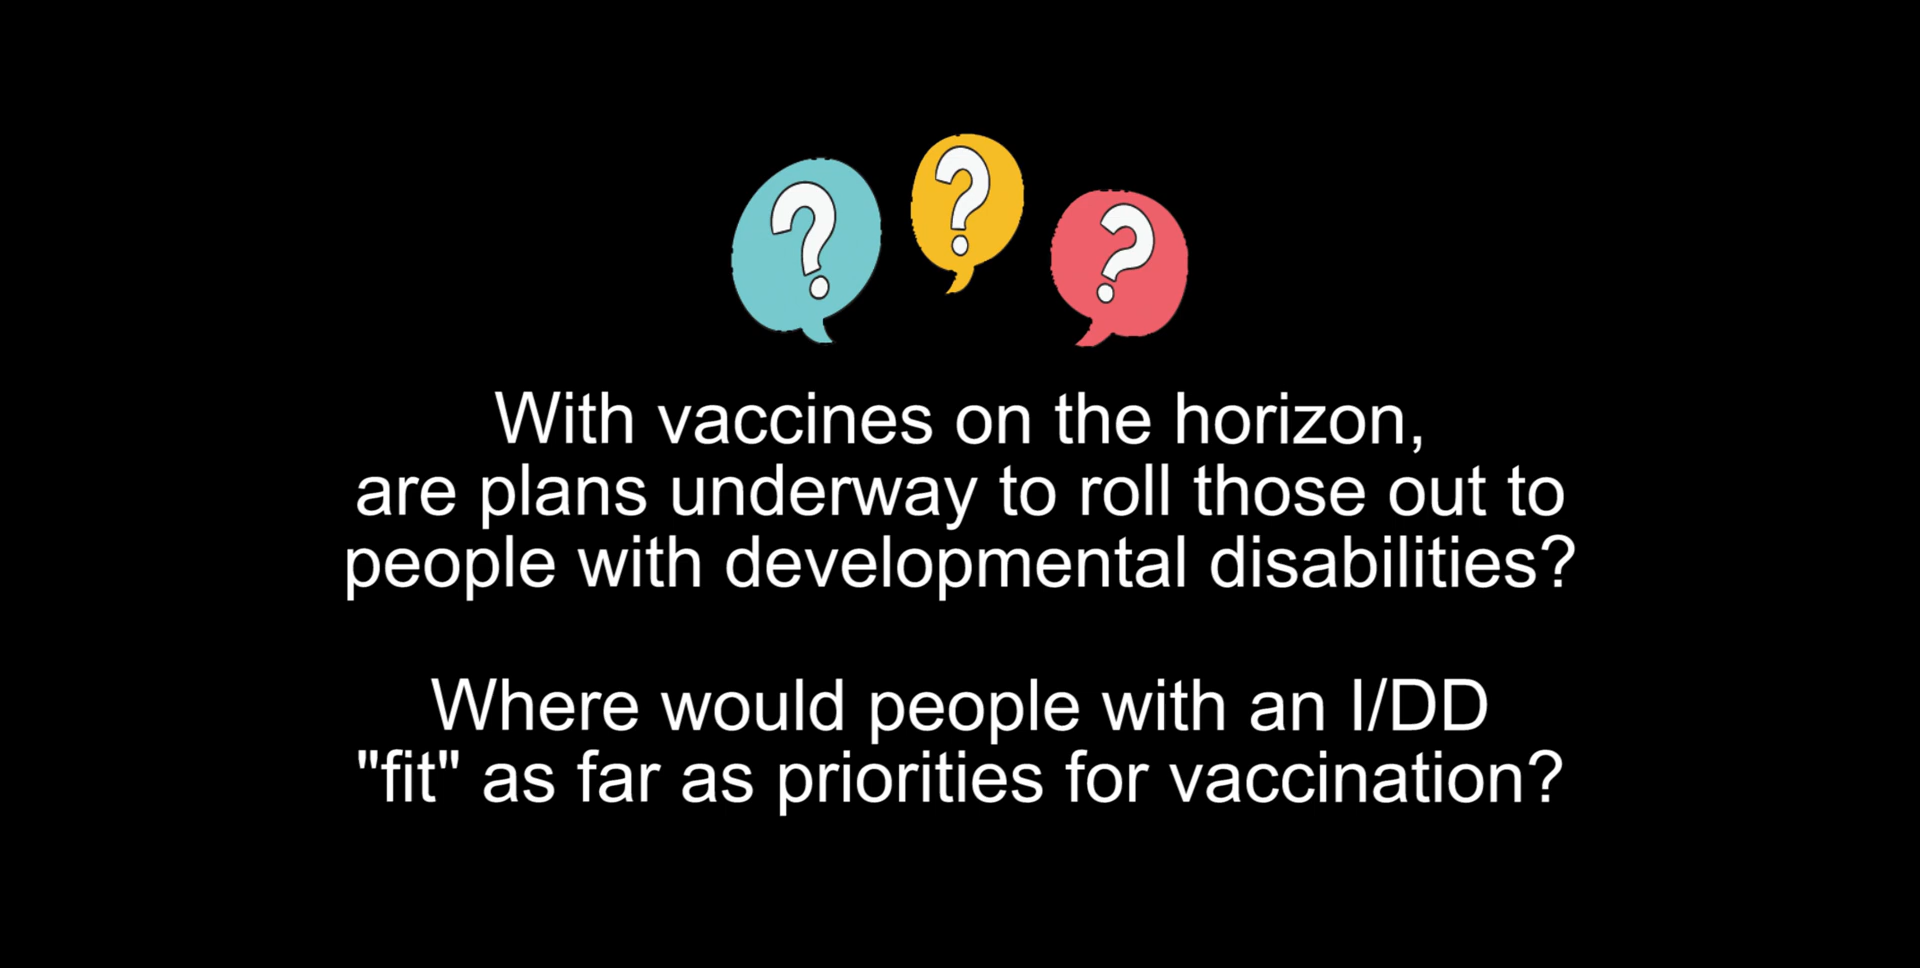 ?
?
?
With vaccines on the horizon,
are plans underway to roll those out to
people with developmental disabilities?
Where would people with an I/DD
"fit" as far as priorities for vaccination?